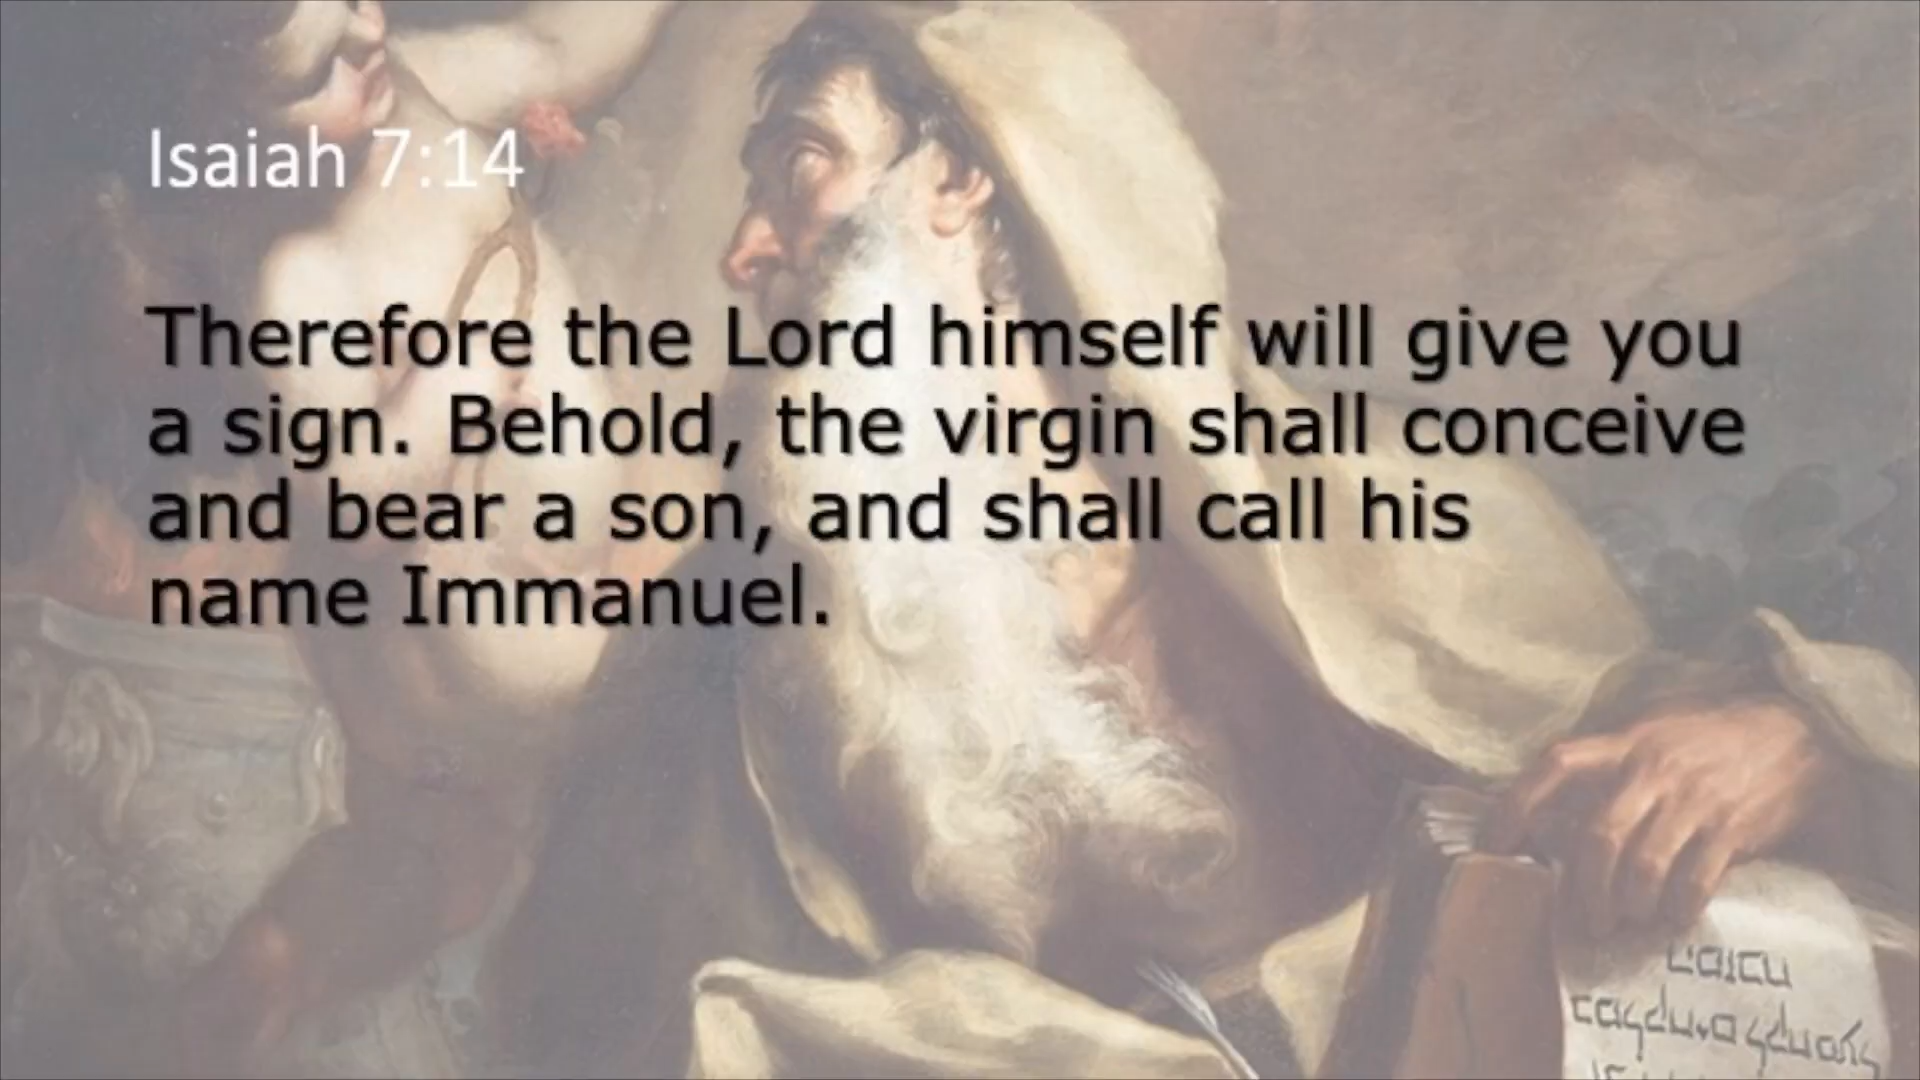 Isaiah 7:14
Therefore the Lord himself will give you
a sign. Behold, the virgin shall conceive
and bear a son, and shall call his
name Immanuel.